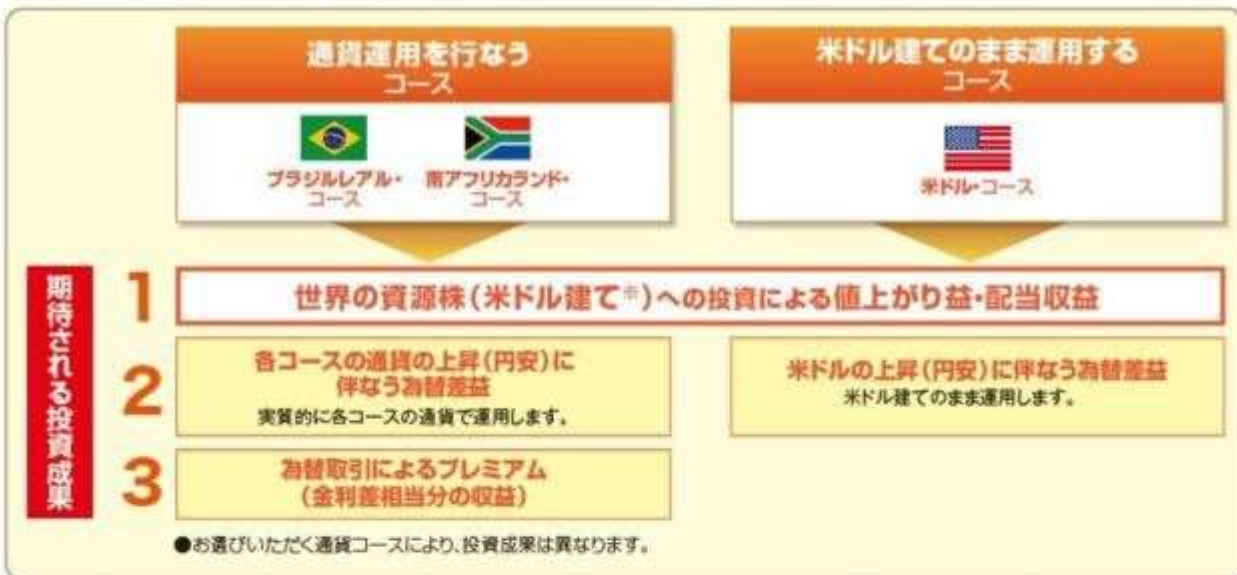 通貨運用を行なう
コース
米ドル建てのまま運用する
コース
ブラジルレアル・
コース
南アフリカランド・
コース
米ドル・コース
期待される投資成果
1
世界の資源株(米ドル建て※)への投資による値上がり益・配当収益
2
各コースの通貨の上昇(円安)に
伴なう為替差益
実質的に各コースの通貨で運用します。
米ドルの上昇(円安)に伴なう為替差益
米ドル建てのまま運用します。
3
為替取引によるプレミアム
(金利差相当分の収益)
●お選びいただく通貨コースにより、投資成果は異なります。